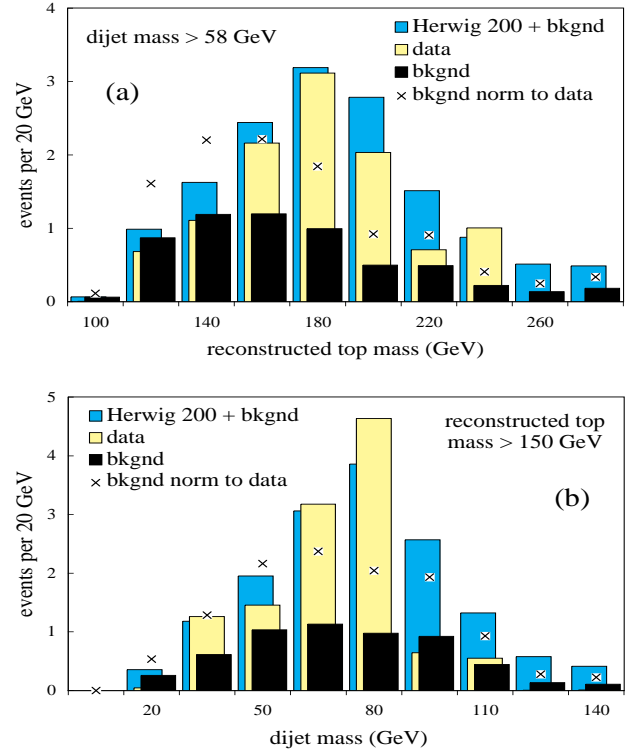 4
dijet mass > 58 GeV
Herwig 200 + bkgnd
data
bkgnd
bkgnd norm to data
(a)
3
2
1
0
events per 20 GeV
100 140 180 220 260
reconstructed top mass (GeV)
5
Herwig 200 + bkgnd
data
bkgnd
bkgnd norm to data
reconstructed top
mass > 150 GeV
(b)
4
3
2
1
0
events per 20 GeV
20 50 80 110 140
dijet mass (GeV)